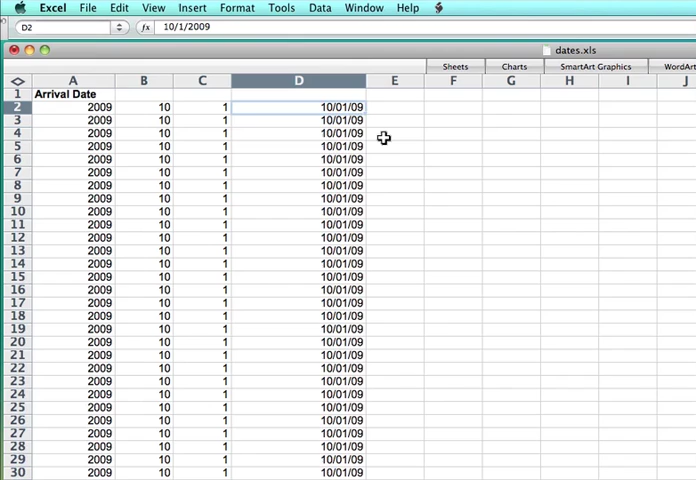 Excel File Edit View Insert Format Tools Data Window Help
D2 fx 10/1/2009
dates.xls
Sheets Charts SmartArt Graphics WordArt
A B C D E F G H I J
1 Arrival Date
2 2009 10 1 10/01/09
3 2009 10 1 10/01/09
4 2009 10 1 10/01/09
5 2009 10 1 10/01/09
6 2009 10 1 10/01/09
7 2009 10 1 10/01/09
8 2009 10 1 10/01/09
9 2009 10 1 10/01/09
10 2009 10 1 10/01/09
11 2009 10 1 10/01/09
12 2009 10 1 10/01/09
13 2009 10 1 10/01/09
14 2009 10 1 10/01/09
15 2009 10 1 10/01/09
16 2009 10 1 10/01/09
17 2009 10 1 10/01/09
18 2009 10 1 10/01/09
19 2009 10 1 10/01/09
20 2009 10 1 10/01/09
21 2009 10 1 10/01/09
22 2009 10 1 10/01/09
23 2009 10 1 10/01/09
24 2009 10 1 10/01/09
25 2009 10 1 10/01/09
26 2009 10 1 10/01/09
27 2009 10 1 10/01/09
28 2009 10 1 10/01/09
29 2009 10 1 10/01/09
30 2009 10 1 10/01/09